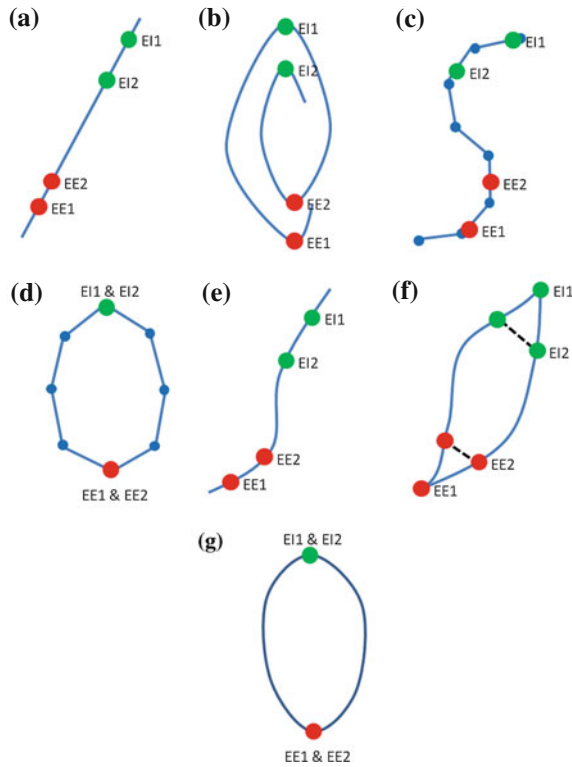 (a)
EI1
EI2
EE2
EE1
(b)
EI1
EI2
EE2
EE1
(c)
EI1
EI2
EE2
EE1
(d)
EI1 & EI2
EE1 & EE2
(e)
EI1
EI2
EE2
EE1
(f)
EI1
EI2
EE2
EE1
(g)
EI1 & EI2
EE1 & EE2